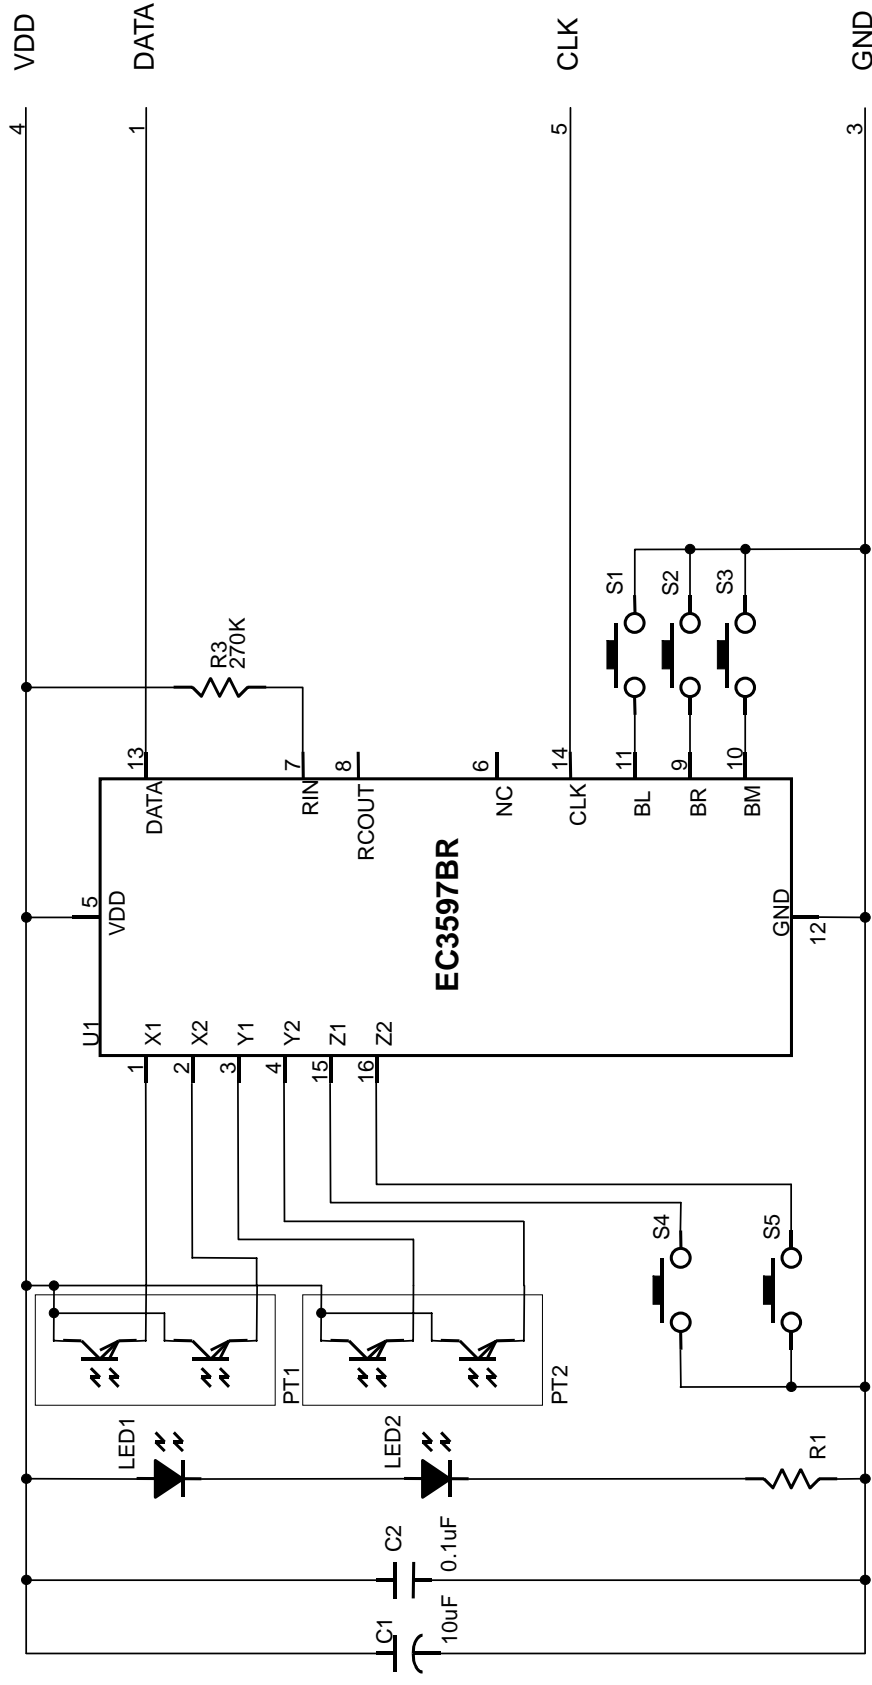 VDD
4
DATA
1
CLK
5
GND
3
R3
270K
S1
S2
S3
13
7
8
6
14
11
9
10
DATA
RIN
RCOUT
NC
CLK
BL
BR
BM
5
VDD
EC3597BR
GND
12
U1
X1
X2
Y1
Y2
Z1
Z2
1
2
3
4
15
16
S4
S5
PT1
PT2
LED1
LED2
R1
C2
0.1uF
C1
10uF